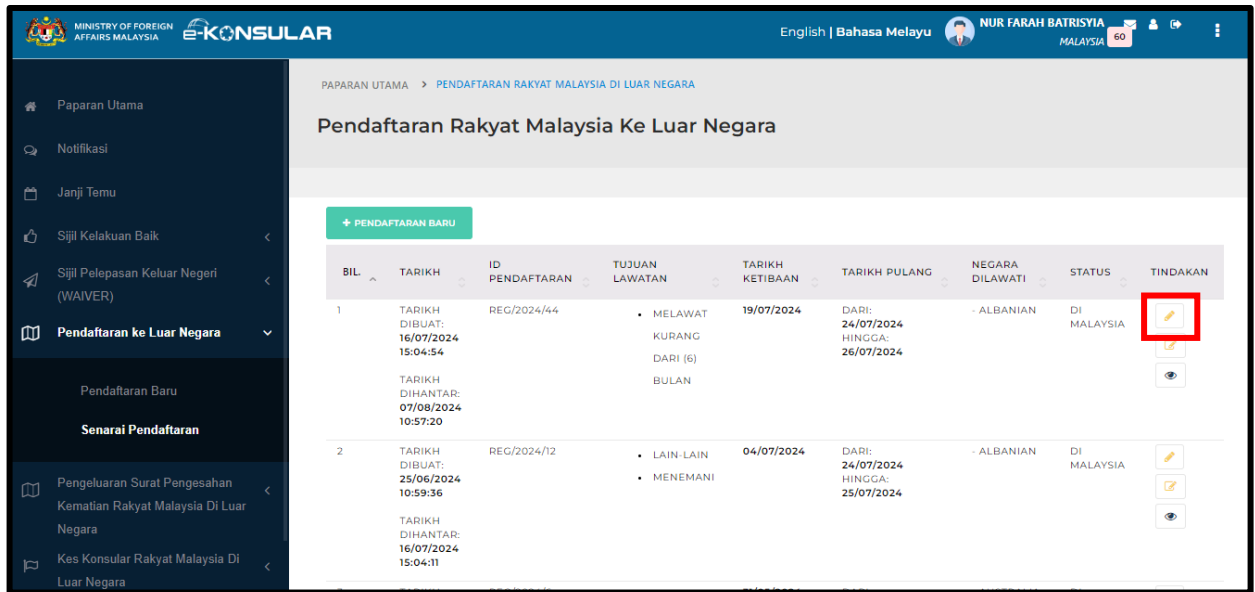 MINISTRY OF FOREIGN
AFFAIRS MALAYSIA
e-KONSULAR
English | Bahasa Melayu
NUR FARAH BATRISYIA
MALAYSIA
60
Paparan Utama
Notifikasi
Janji Temu
Sijil Kelakuan Baik
Sijil Pelepasan Keluar Negeri
(WAIVER)
Pendaftaran ke Luar Negara
Pendaftaran Baru
Senarai Pendaftaran
Pengeluaran Surat Pengesahan
Kematian Rakyat Malaysia Di Luar
Negara
Kes Konsular Rakyat Malaysia Di
Luar Negara
PAPARAN UTAMA > PENDAFTARAN RAKYAT MALAYSIA DI LUAR NEGARA
Pendaftaran Rakyat Malaysia Ke Luar Negara
+ PENDAFTARAN BARU
BIL. TARIKH ID PENDAFTARAN TUJUAN LAWATAN TARIKH KETIBAAN TARIKH PULANG NEGARA DILAWATI STATUS TINDAKAN
1
TARIKH
DIBUAT:
16/07/2024
15:04:54
TARIKH
DIHANTAR:
07/08/2024
10:57:20
REG/2024/44
• MELAWAT
KURANG
DARI (6)
BULAN
19/07/2024
DARI:
24/07/2024
HINGGA:
26/07/2024
- ALBANIAN
DI
MALAYSIA
2
TARIKH
DIBUAT:
25/06/2024
10:59:36
TARIKH
DIHANTAR:
16/07/2024
15:04:11
REG/2024/12
• LAIN-LAIN
• MENEMANI
04/07/2024
DARI:
24/07/2024
HINGGA:
25/07/2024
- ALBANIAN
DI
MALAYSIA